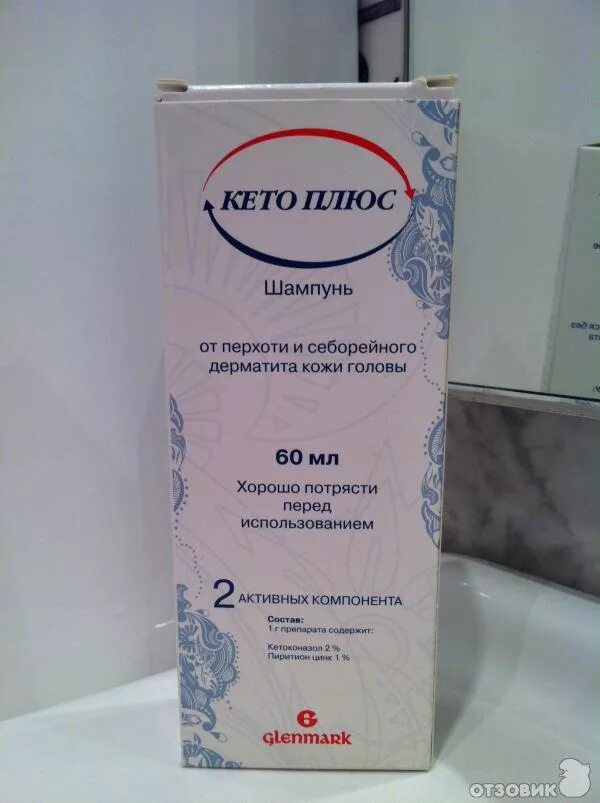 КЕТО ПЛЮС
Шампунь
от перхоти и себорейного
дерматита кожи головы
60 мл
Хорошо потрясти
перед
использованием
2 АКТИВНЫХ КОМПОНЕНТА
Состав:
1 г препарата содержит:
Кетоконазол 2 %
Пиритион цинк 1 %
G
glenmark
ОТЗОВИК